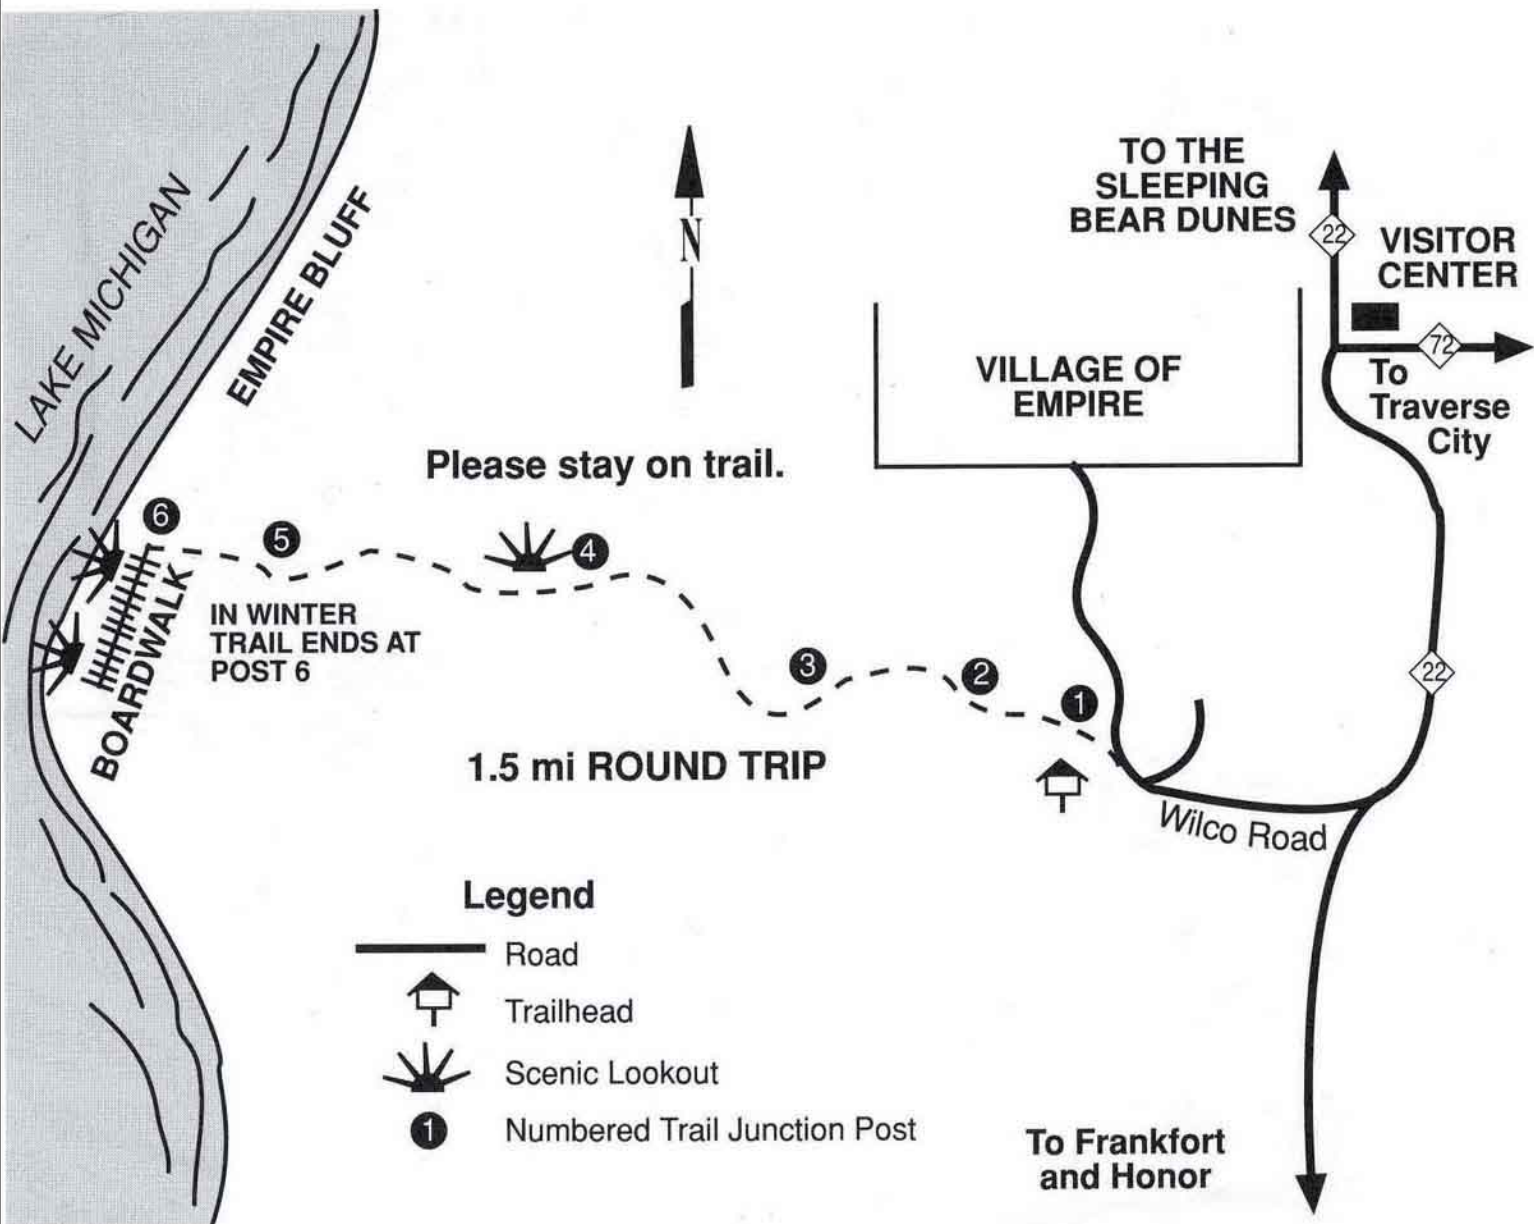 TO THE
SLEEPING
BEAR DUNES
22
VISITOR
CENTER
72
To
Traverse
City
N
LAKE MICHIGAN
EMPIRE BLUFF
VILLAGE OF
EMPIRE
Please stay on trail.
6
5
4
3
2
1
IN WINTER
TRAIL ENDS AT
POST 6
BOARDWALK
22
1.5 mi ROUND TRIP
Wilco Road
Legend
Road
Trailhead
Scenic Lookout
1
Numbered Trail Junction Post
To Frankfort
and Honor